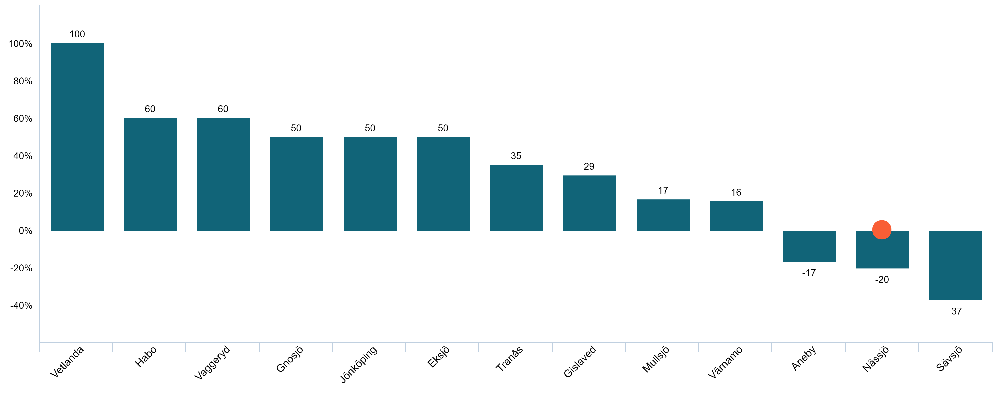 100%
80%
60%
40%
20%
0%
-20%
-40%
100
60
60
50
50
50
35
29
17
16
-17
-20
-37
Vetlanda
Habo
Vaggeryd
Gnosjö
Jönköping
Eksjö
Tranås
Gislaved
Mullsjö
Värnamo
Aneby
Nässjö
Sävsjö